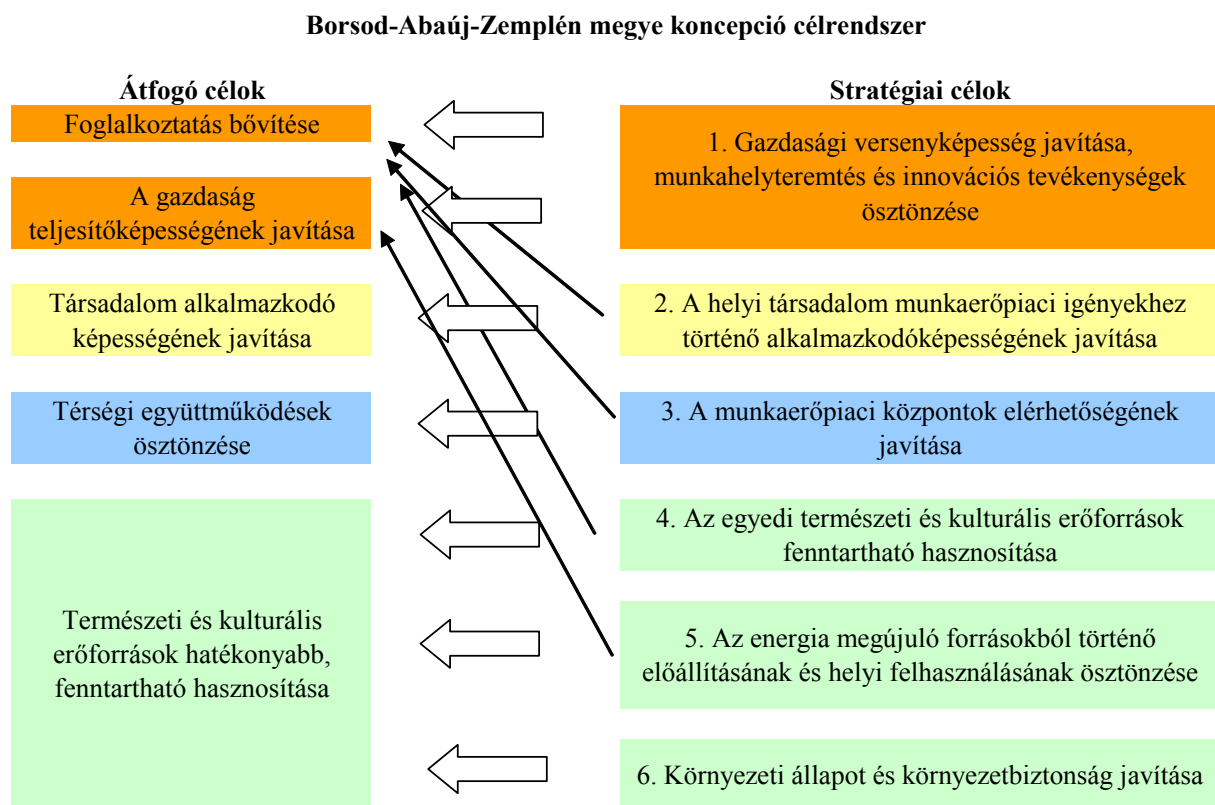 Borsod-Abaúj-Zemplén megye koncepció célrendszer
Átfogó célok
Foglalkoztatás bővítése
A gazdaság
teljesítőképességének javítása
Társadalom alkalmazkodó
képességének javítása
Térségi együttműködések
ösztönzése
Természeti és kulturális
erőforrások hatékonyabb,
fenntartható hasznosítása
Stratégiai célok
1. Gazdasági versenyképesség javítása,
munkahelyteremtés és innovációs tevékenységek
ösztönzése
2. A helyi társadalom munkaerőpiaci igényekhez
történő alkalmazkodóképességének javítása
3. A munkaerőpiaci központok elérhetőségének
javítása
4. Az egyedi természeti és kulturális erőforrások
fenntartható hasznosítása
5. Az energia megújuló forrásokból történő
előállításának és helyi felhasználásának ösztönzése
6. Környezeti állapot és környezetbiztonság javítása